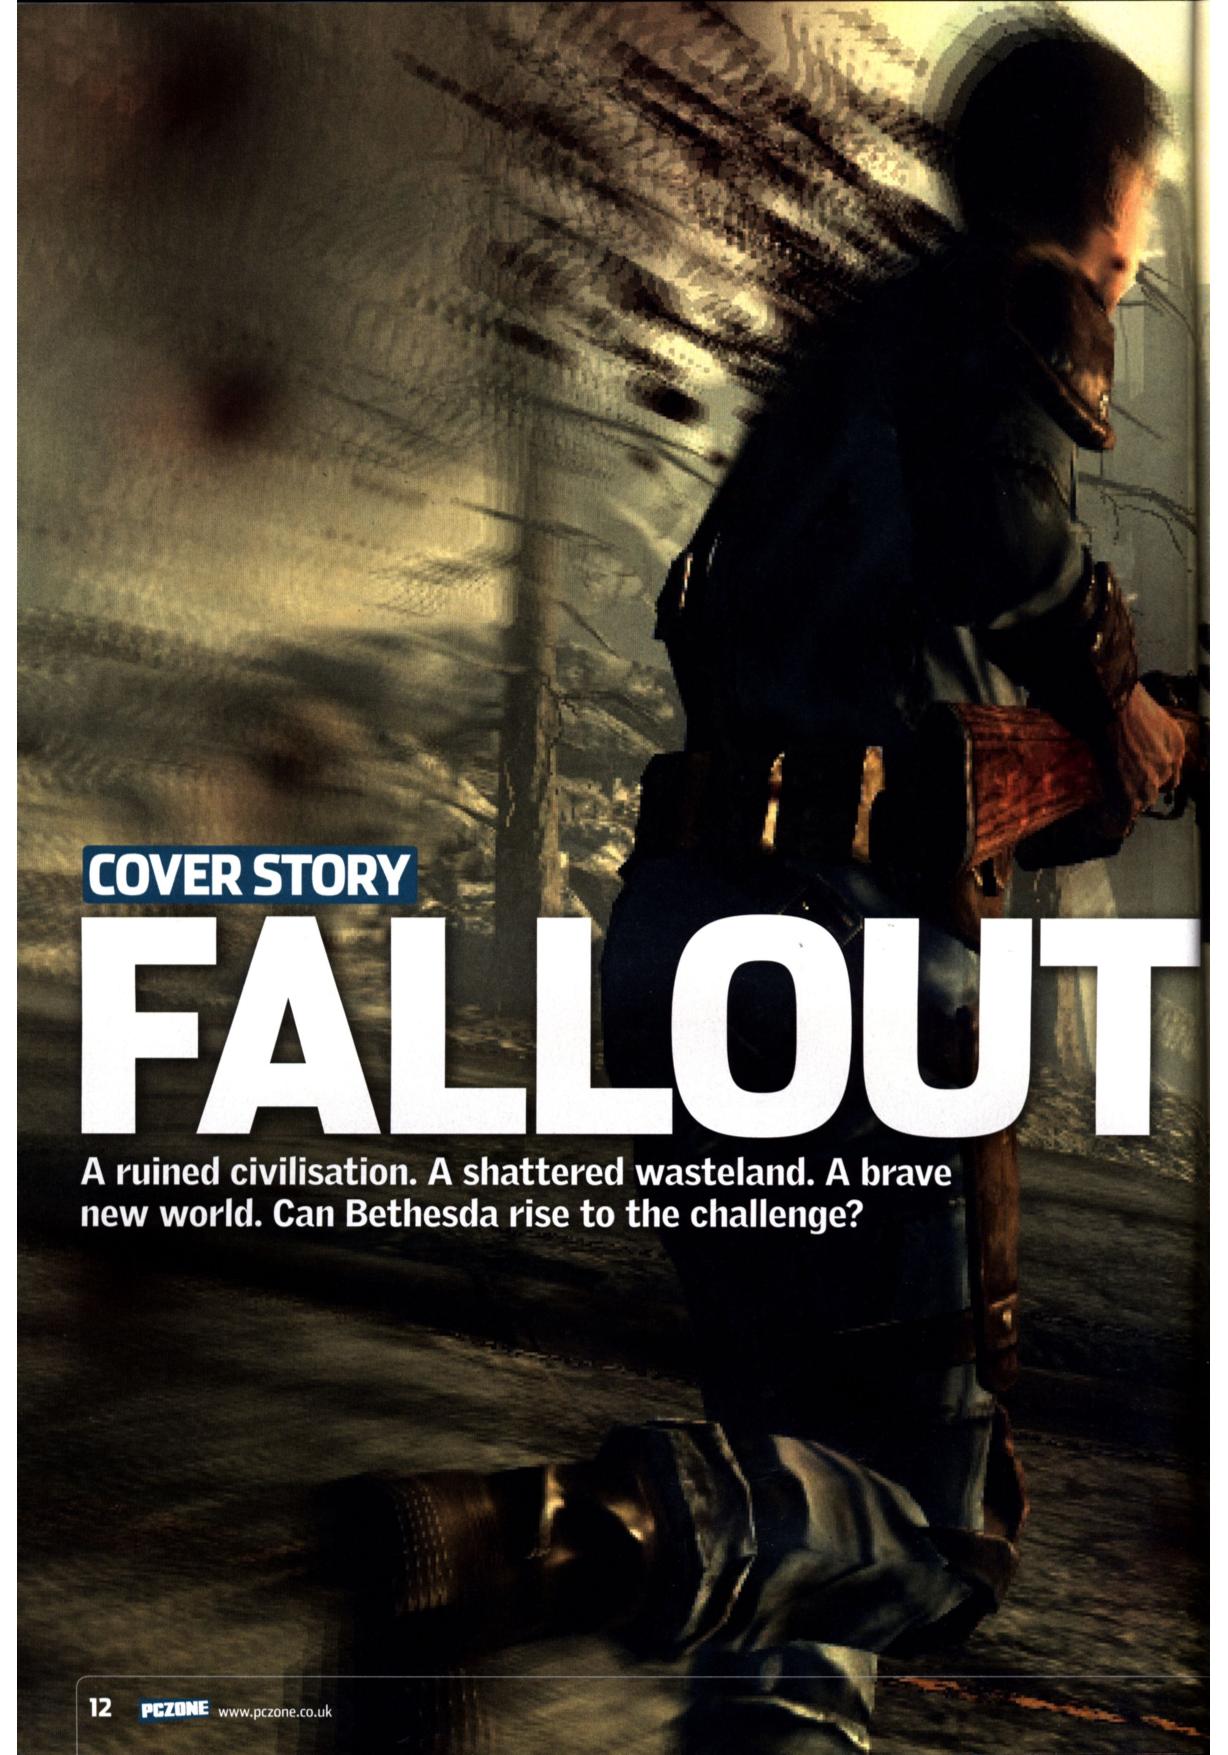 COVER STORY
FALLOUT
A ruined civilisation. A shattered wasteland. A brave
new world. Can Bethesda rise to the challenge?
12 PCZONE www.pczone.co.uk